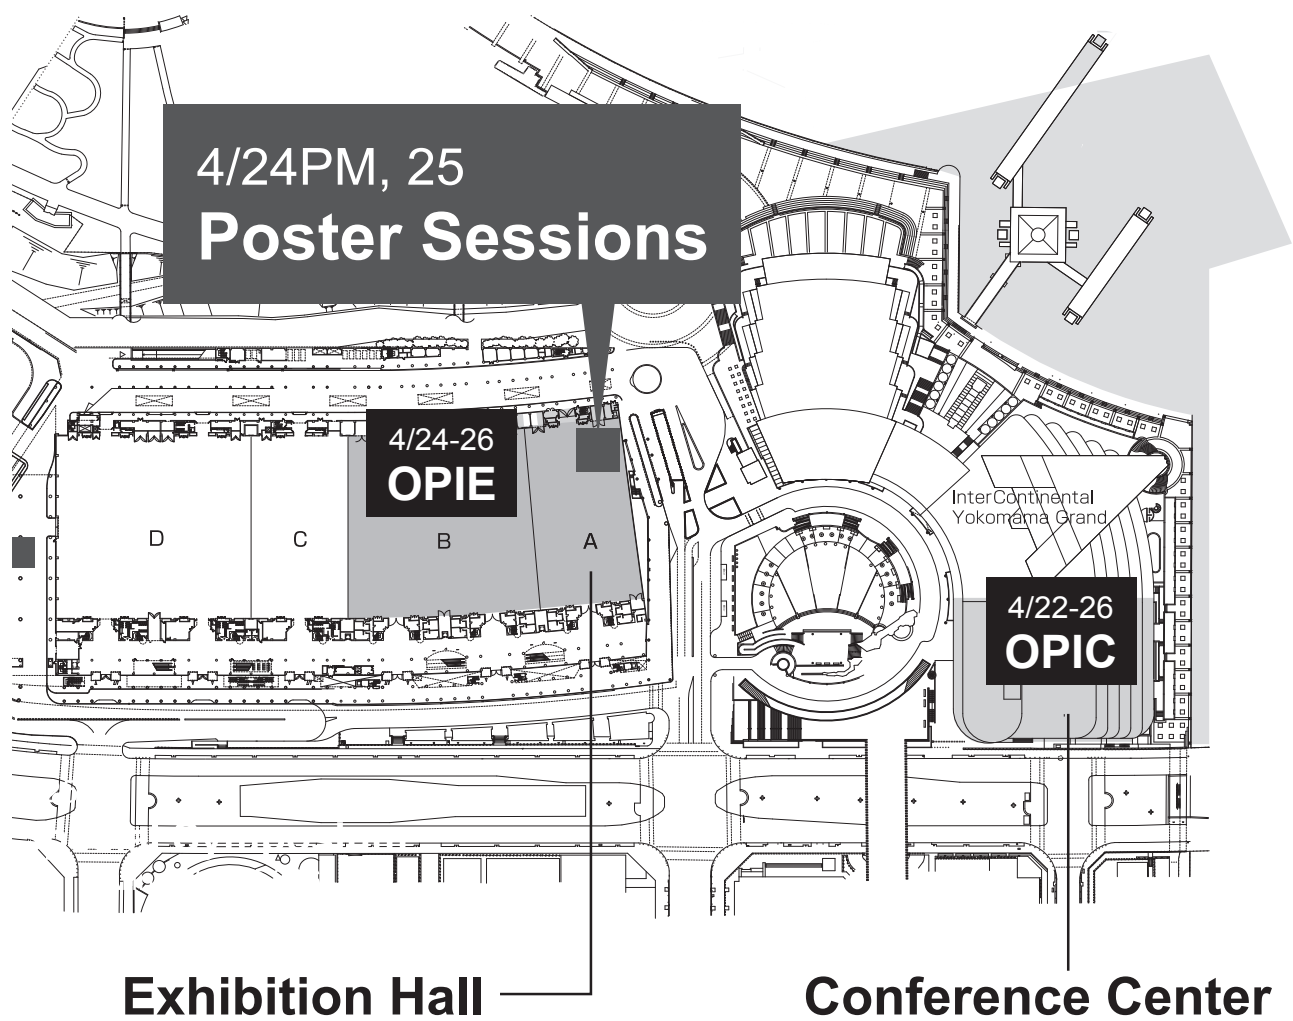 4/24PM, 25
Poster Sessions
4/24-26
OPIE
D
C
B
A
InterContinental
Yokomama Grand
4/22-26
OPIC
Exhibition Hall
Conference Center